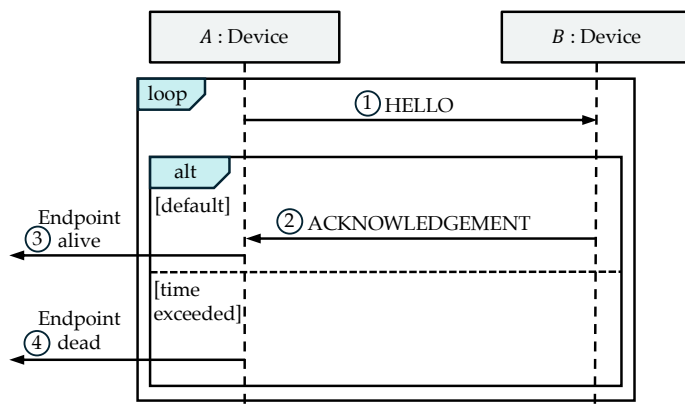 A : Device
B : Device
loop
① HELLO
alt
[default]
② ACKNOWLEDGEMENT
Endpoint
③ alive
[time
exceeded]
Endpoint
④ dead